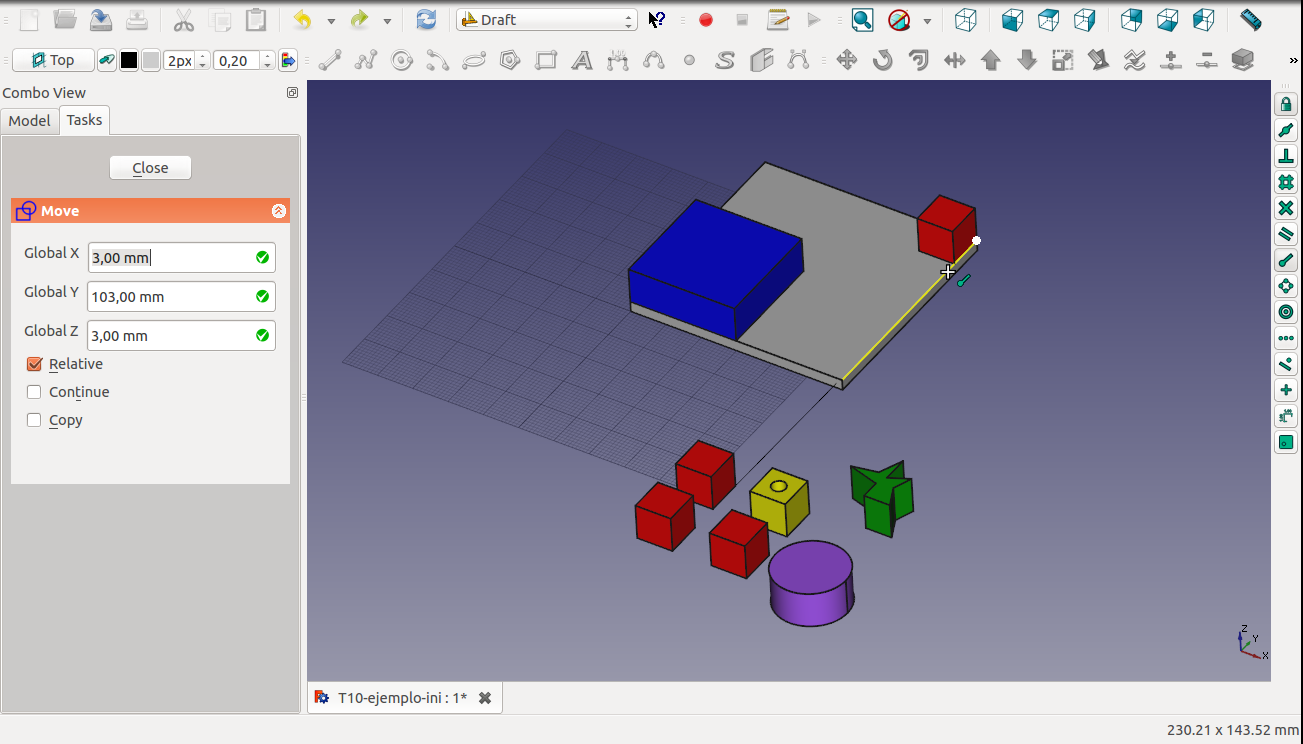 Draft
Top
2px
0,20
Combo View
Model
Tasks
Close
Move
Global X
3,00 mm
Global Y
103,00 mm
Global Z
3,00 mm
Relative
Continue
Copy
Z
Y
X
T10-ejemplo-ini : 1*
230.21 x 143.52 mm